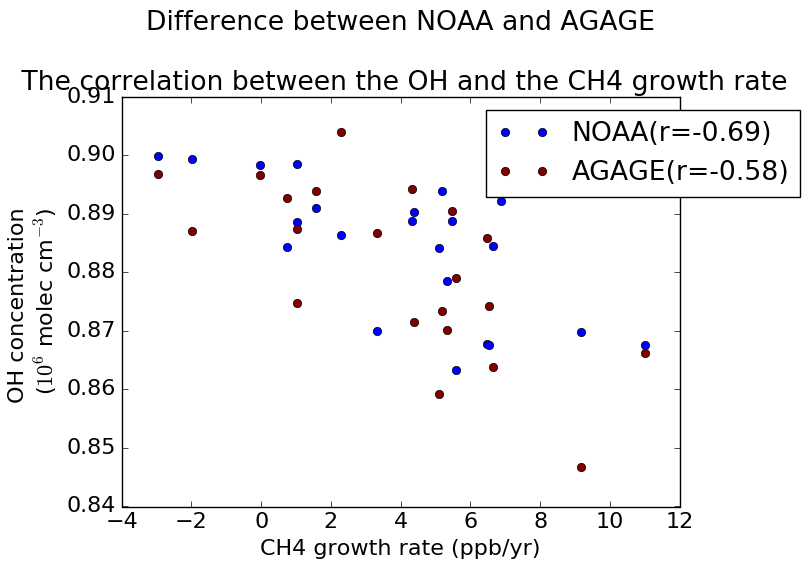 Difference between NOAA and AGAGE
The correlation between the OH and the CH4 growth rate
0.91
0.90
0.89
0.88
0.87
0.86
0.85
0.84
OH concentration
(10⁶ molec cm⁻³)
NOAA(r=-0.69)
AGAGE(r=-0.58)
−4 −2 0 2 4 6 8 10 12
CH4 growth rate (ppb/yr)